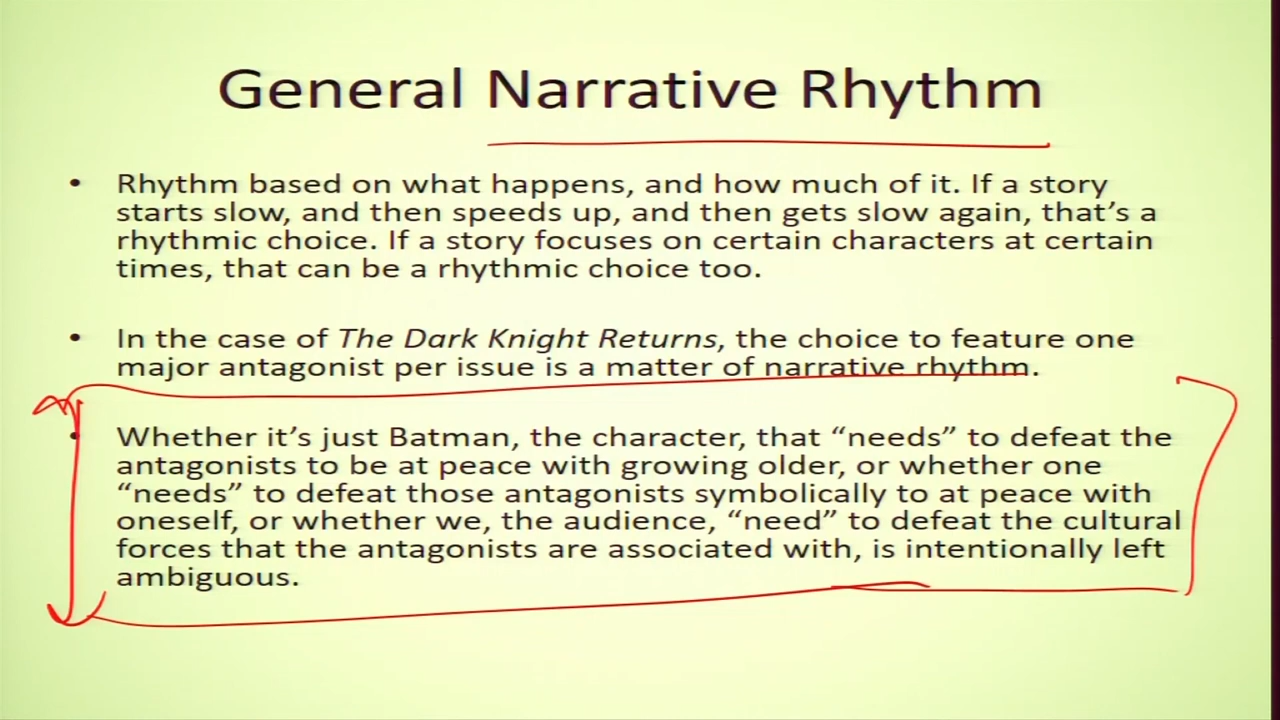 General Narrative Rhythm
• Rhythm based on what happens, and how much of it. If a story
starts slow, and then speeds up, and then gets slow again, that’s a
rhythmic choice. If a story focuses on certain characters at certain
times, that can be a rhythmic choice too.
• In the case of The Dark Knight Returns, the choice to feature one
major antagonist per issue is a matter of narrative rhythm.
• Whether it’s just Batman, the character, that “needs” to defeat the
antagonists to be at peace with growing older, or whether one
“needs” to defeat those antagonists symbolically to at peace with
oneself, or whether we, the audience, “need” to defeat the cultural
forces that the antagonists are associated with, is intentionally left
ambiguous.